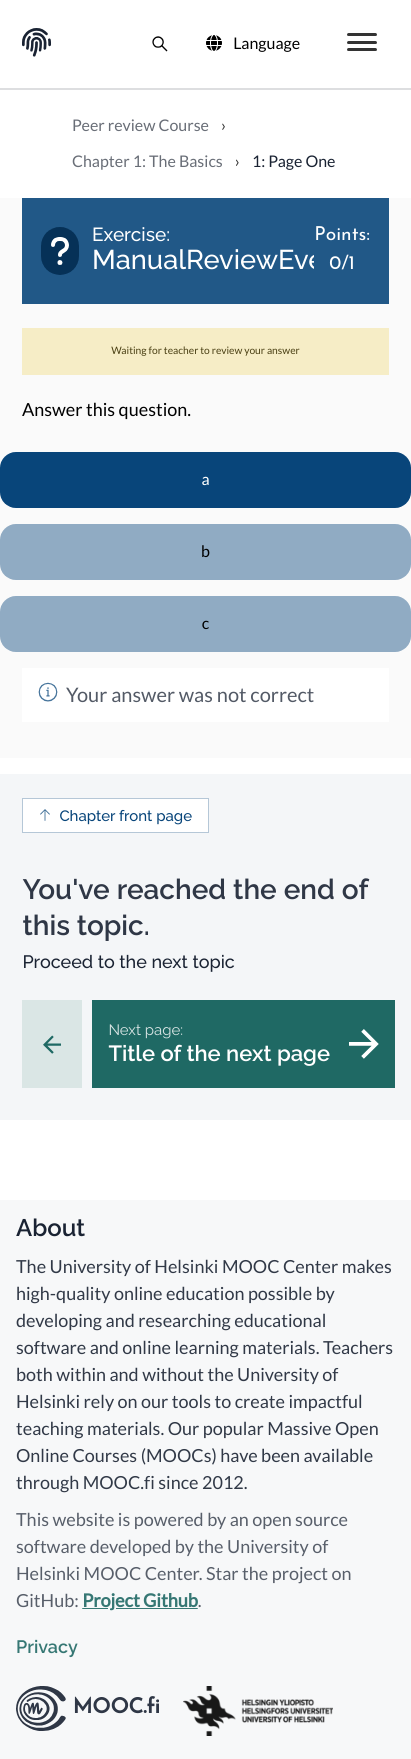 Language
Peer review Course ›
Chapter 1: The Basics › 1: Page One
Exercise:
ManualReviewEve
Points:
0/1
Waiting for teacher to review your answer
Answer this question.
a
b
c
Your answer was not correct
Chapter front page
You've reached the end of
this topic.
Proceed to the next topic
Next page:
Title of the next page
About
The University of Helsinki MOOC Center makes
high-quality online education possible by
developing and researching educational
software and online learning materials. Teachers
both within and without the University of
Helsinki rely on our tools to create impactful
teaching materials. Our popular Massive Open
Online Courses (MOOCs) have been available
through MOOC.fi since 2012.
This website is powered by an open source
software developed by the University of
Helsinki MOOC Center. Star the project on
GitHub: Project Github.
Privacy
MOOC.fi
HELSINGIN YLIOPISTO
HELSINGFORS UNIVERSITET
UNIVERSITY OF HELSINKI